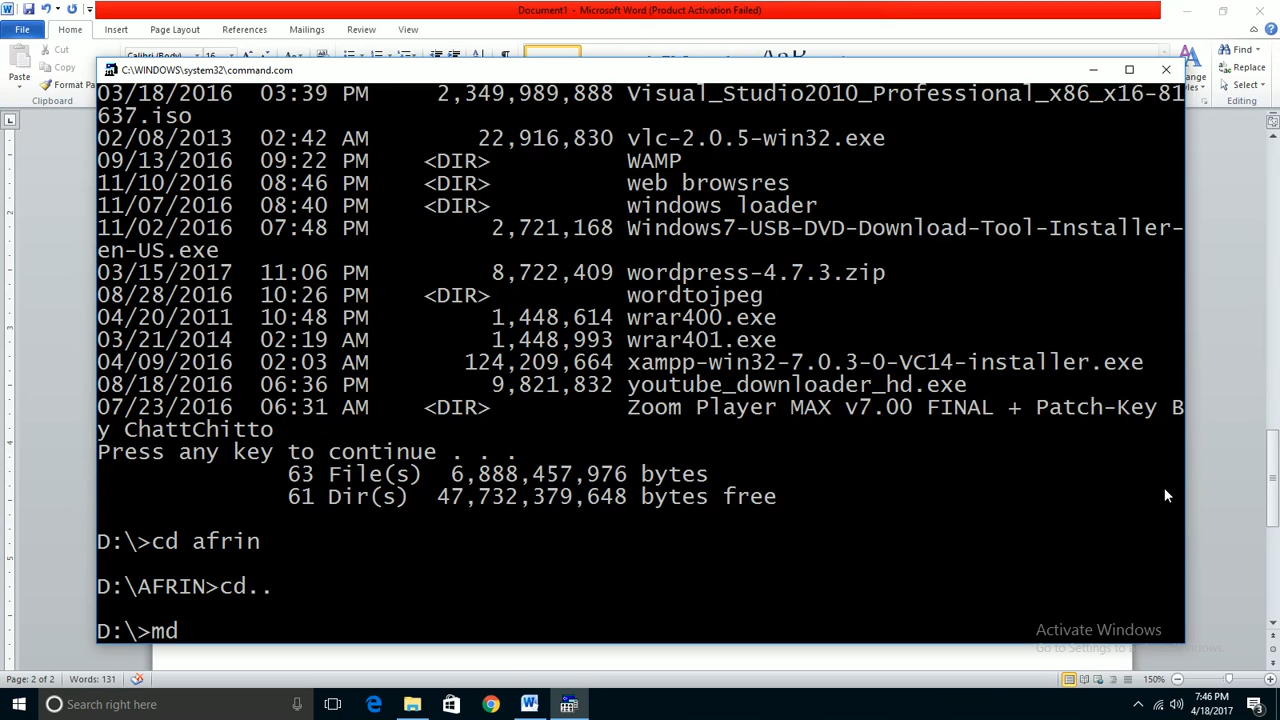 Document1 - Microsoft Word (Product Activation Failed)
File Home Insert Page Layout References Mailings Review View
Cut
Copy
Format Pa
Paste
Clipboard
Calibri (Body) 16
Find
Replace
Select
Editing
C:\WINDOWS\system32\command.com
03/18/2016 03:39 PM 2,349,989,888 Visual_Studio2010_Professional_x86_x16-81
637.iso
02/08/2013 02:42 AM 22,916,830 vlc-2.0.5-win32.exe
09/13/2016 09:22 PM <DIR> WAMP
11/10/2016 08:46 PM <DIR> web browsres
11/07/2016 08:40 PM <DIR> windows loader
11/02/2016 07:48 PM 2,721,168 Windows7-USB-DVD-Download-Tool-Installer-
en-US.exe
03/15/2017 11:06 PM 8,722,409 wordpress-4.7.3.zip
08/28/2016 10:26 PM <DIR> wordtojpeg
04/20/2011 10:48 PM 1,448,614 wrar400.exe
03/21/2014 02:19 AM 1,448,993 wrar401.exe
04/09/2016 02:03 AM 124,209,664 xampp-win32-7.0.3-0-VC14-installer.exe
08/18/2016 06:36 PM 9,821,832 youtube_downloader_hd.exe
07/23/2016 06:31 AM <DIR> Zoom Player MAX v7.00 FINAL + Patch-Key B
y ChattChitto
Press any key to continue . . .
63 File(s) 6,888,457,976 bytes
61 Dir(s) 47,732,379,648 bytes free
D:\>cd afrin
D:\AFRIN>cd..
D:\>md
Activate Windows
Page: 2 of 2 Words: 131 150%
Search right here
7:46 PM
4/18/2017